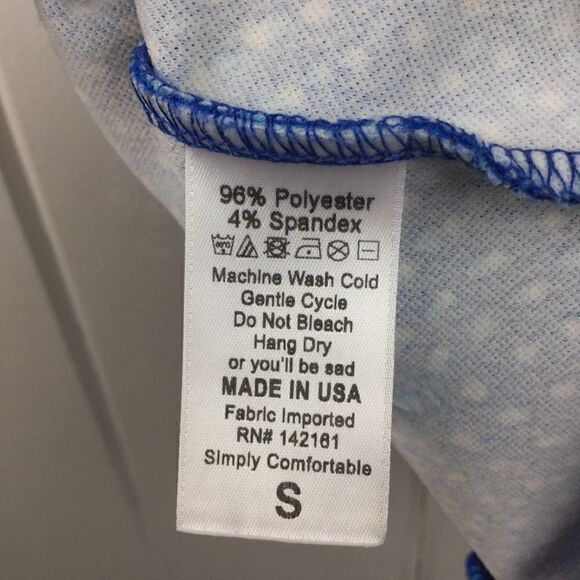 96% Polyester
4% Spandex
Machine Wash Cold
Gentle Cycle
Do Not Bleach
Hang Dry
or you'll be sad
MADE IN USA
Fabric Imported
RN# 142161
Simply Comfortable
S